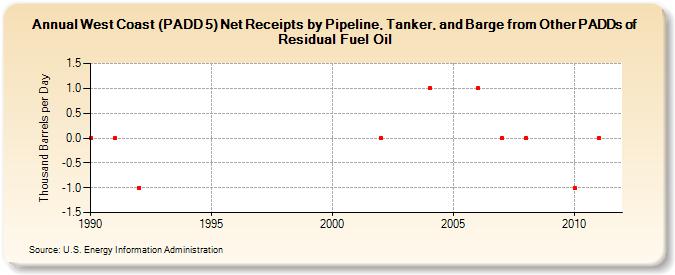 Annual West Coast (PADD 5) Net Receipts by Pipeline, Tanker, and Barge from Other PADDs of
Residual Fuel Oil
Thousand Barrels per Day
1.5
1.0
0.5
0.0
-0.5
-1.0
-1.5
1990 1995 2000 2005 2010
Source: U.S. Energy Information Administration